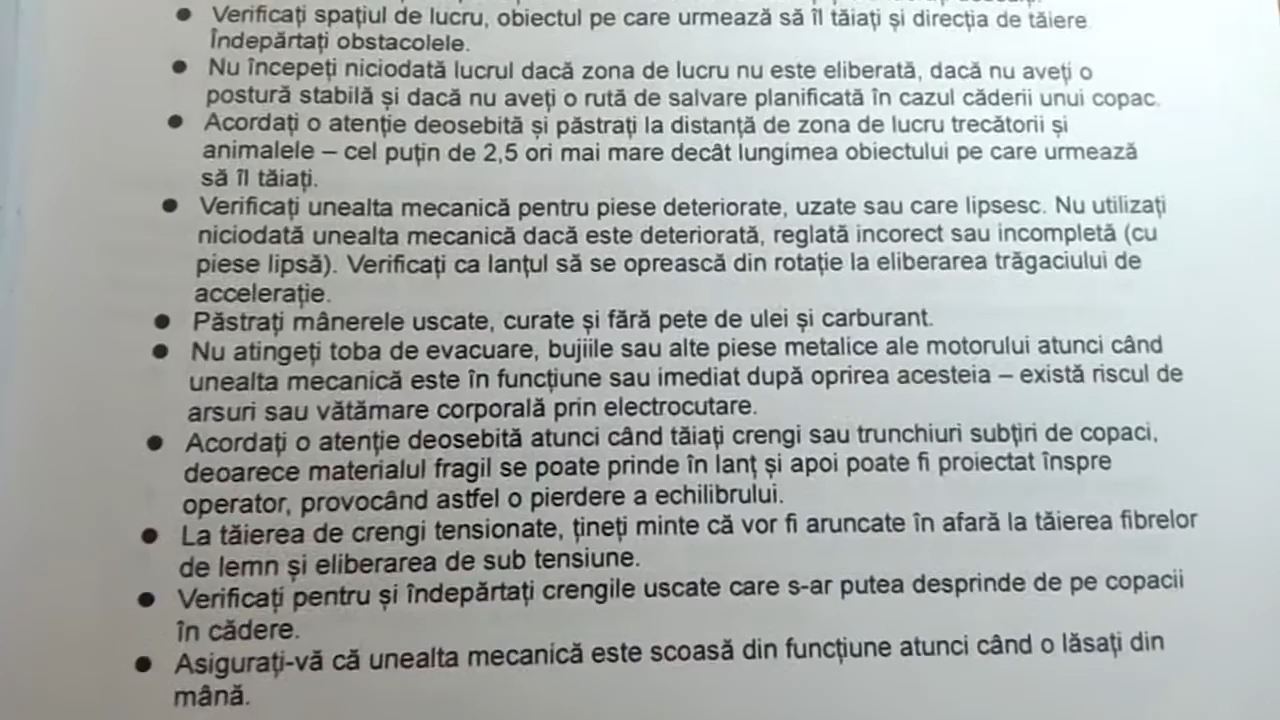 ● Verificați spațiul de lucru, obiectul pe care urmează să îl tăiați și direcția de tăiere
Îndepărtați obstacolele.
● Nu începeți niciodată lucrul dacă zona de lucru nu este eliberată, dacă nu aveți o
postură stabilă și dacă nu aveți o rută de salvare planificată în cazul căderii unui copac.
● Acordați o atenție deosebită și păstrați la distanță de zona de lucru trecătorii și
animalele – cel puțin de 2,5 ori mai mare decât lungimea obiectului pe care urmează
să îl tăiați.
● Verificați unealta mecanică pentru piese deteriorate, uzate sau care lipsesc. Nu utilizați
niciodată unealta mecanică dacă este deteriorată, reglată incorect sau incompletă (cu
piese lipsă). Verificați ca lanțul să se oprească din rotație la eliberarea trăgaciului de
accelerație.
● Păstrați mânerele uscate, curate și fără pete de ulei și carburant.
● Nu atingeți toba de evacuare, bujiile sau alte piese metalice ale motorului atunci când
unealta mecanică este în funcțiune sau imediat după oprirea acesteia – există riscul de
arsuri sau vătămare corporală prin electrocutare.
● Acordați o atenție deosebită atunci când tăiați crengi sau trunchiuri subțiri de copaci,
deoarece materialul fragil se poate prinde în lanț și apoi poate fi proiectat înspre
operator, provocând astfel o pierdere a echilibrului.
● La tăierea de crengi tensionate, țineți minte că vor fi aruncate în afară la tăierea fibrelor
de lemn și eliberarea de sub tensiune.
● Verificați pentru și îndepărtați crengile uscate care s-ar putea desprinde de pe copacii
în cădere.
● Asigurați-vă că unealta mecanică este scoasă din funcțiune atunci când o lăsați din
mână.